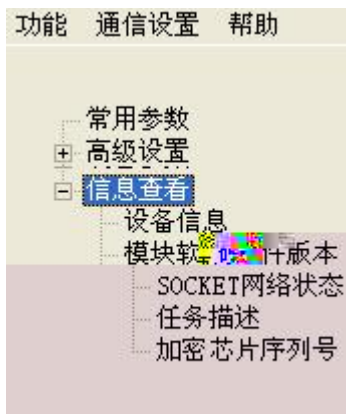 功能 通信设置 帮助
常用参数
高级设置
信息查看
设备信息
模块软 件版本
SOCKET网络状态
任务描述
加密芯片序列号